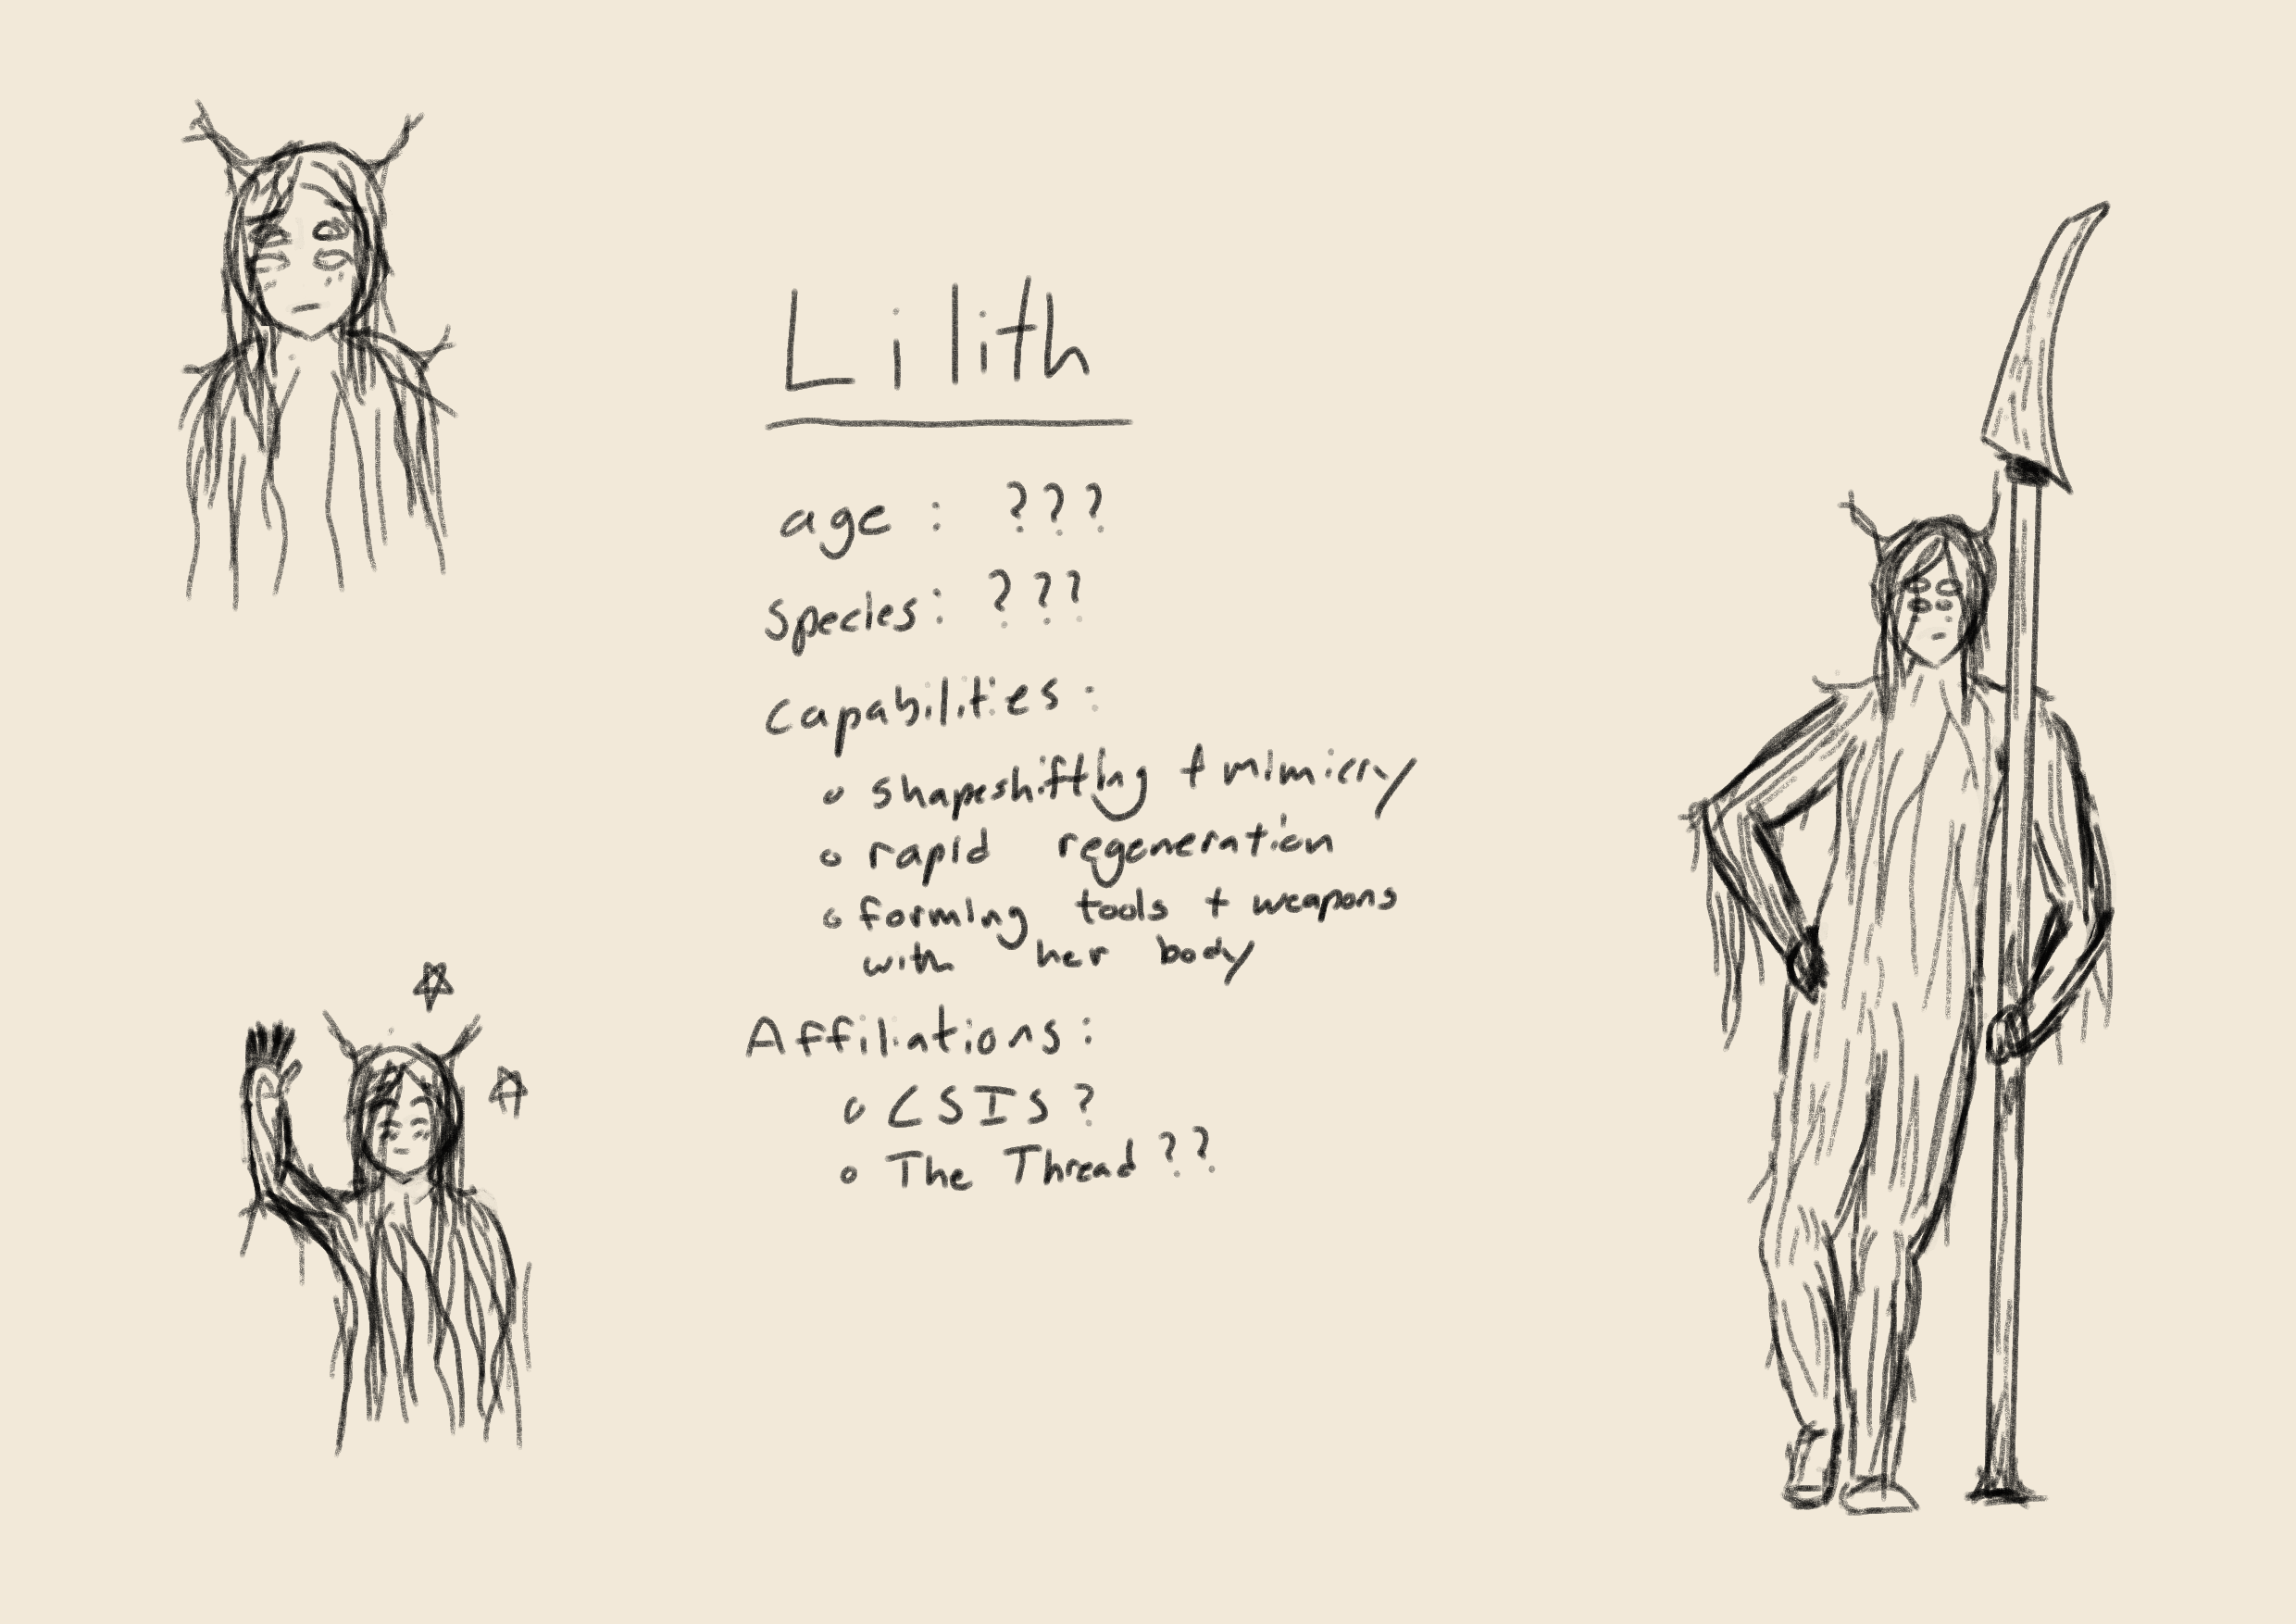 Lilith
age : ???
Species: ???
Capabilities :
o shapeshifting + mimicry
o rapid regeneration
o forming tools + weapons
with her body
Affiliations :
o CSIS ?
o The Thread ??